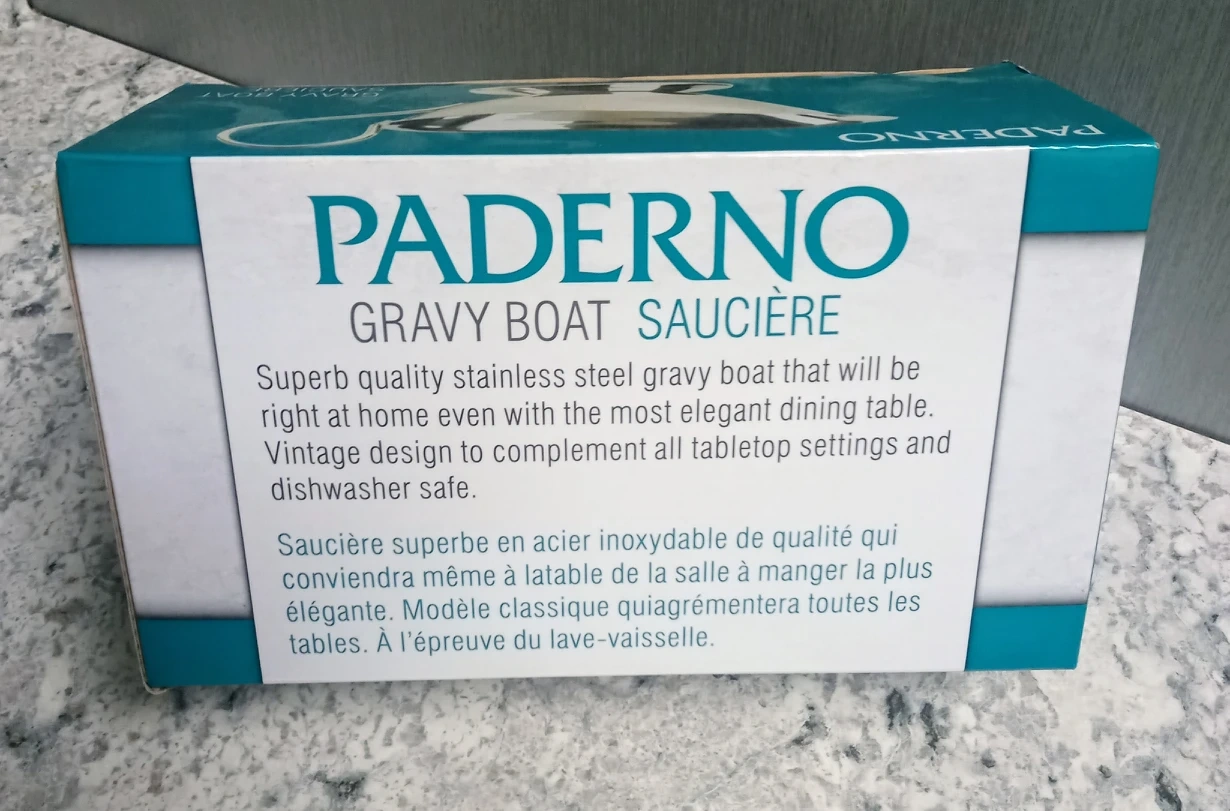 GRAVY BOAT
SAUCIÈRE
PADERNO
PADERNO
GRAVY BOAT SAUCIÈRE
Superb quality stainless steel gravy boat that will be
right at home even with the most elegant dining table.
Vintage design to complement all tabletop settings and
dishwasher safe.
Saucière superbe en acier inoxydable de qualité qui
conviendra même à latable de la salle à manger la plus
élégante. Modèle classique quiagrémentera toutes les
tables. À l'épreuve du lave-vaisselle.